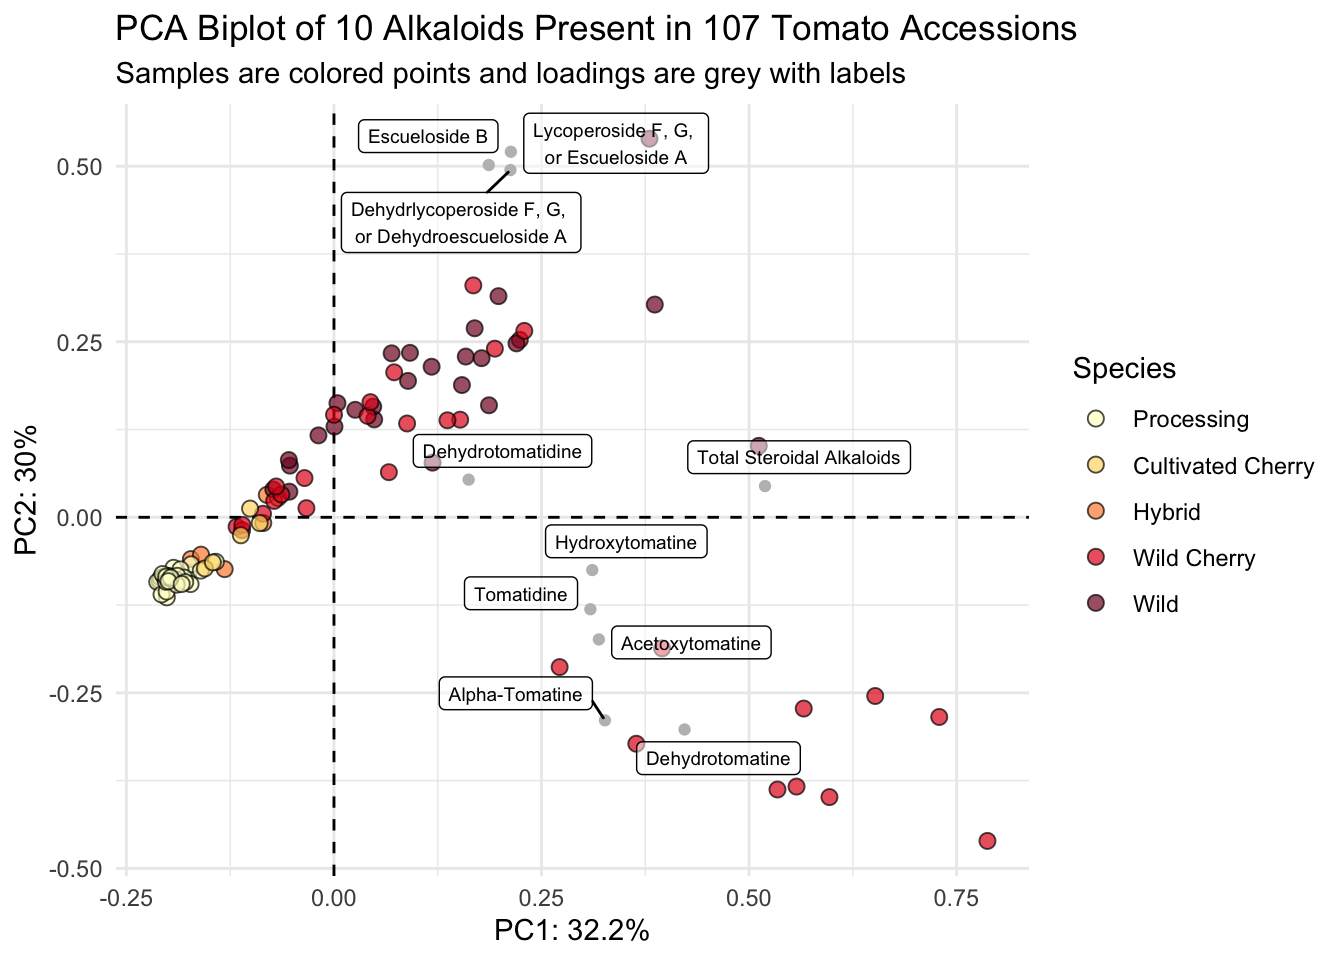 PCA Biplot of 10 Alkaloids Present in 107 Tomato Accessions
Samples are colored points and loadings are grey with labels
Escueloside B
Lycoperoside F, G,
or Escueloside A
Dehydrlycoperoside F, G,
or Dehydroescueloside A
Dehydrotomatidine
Total Steroidal Alkaloids
Hydroxytomatine
Tomatidine
Acetoxytomatine
Alpha-Tomatine
Dehydrotomatine
0.50
0.25
0.00
-0.25
-0.50
PC2: 30%
-0.25
0.00
0.25
0.50
0.75
PC1: 32.2%
Species
Processing
Cultivated Cherry
Hybrid
Wild Cherry
Wild